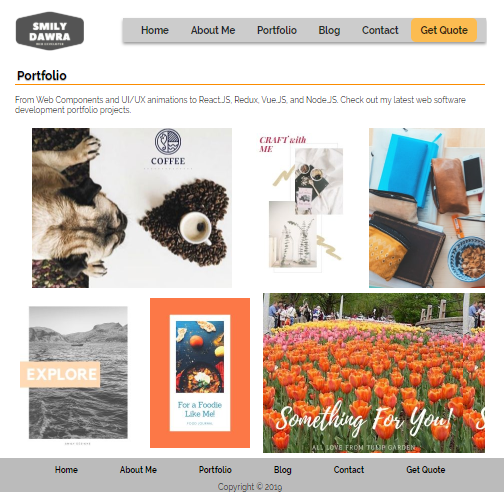 SMILY
DAWRA
WEB DEVELOPER
Home About Me Portfolio Blog Contact Get Quote
Portfolio
From Web Components and UI/UX animations to React.JS, Redux, Vue.JS, and Node.JS. Check out my latest web software
development portfolio projects.
COFFEE
CRAFT with
ME
EXPLORE
For a Foodie
Like Me!
FOOD JOURNAL
Something For You!
S
ALL LOVE FROM TULIP GARDEN
Home About Me Portfolio Blog Contact Get Quote
Copyright © 2019